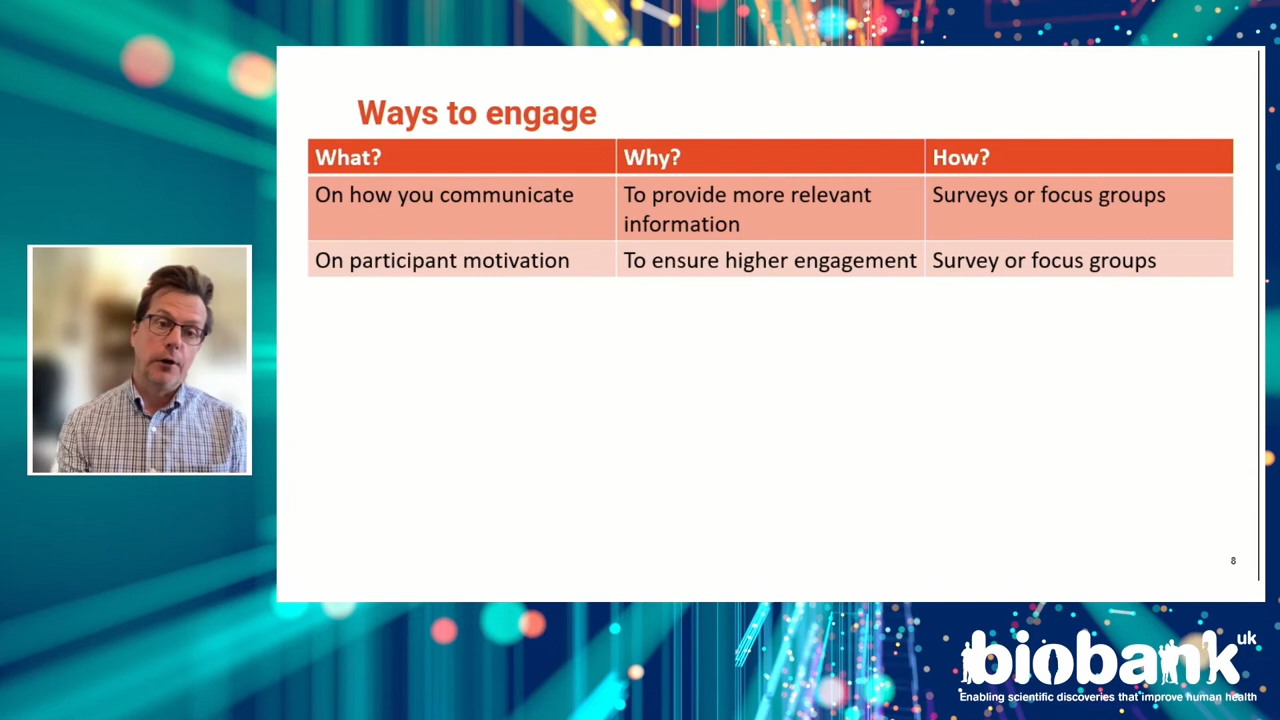 Ways to engage
What? Why? How?
On how you communicate To provide more relevant Surveys or focus groups
information
On participant motivation To ensure higher engagement Survey or focus groups
8
biobank uk
Enabling scientific discoveries that improve human health